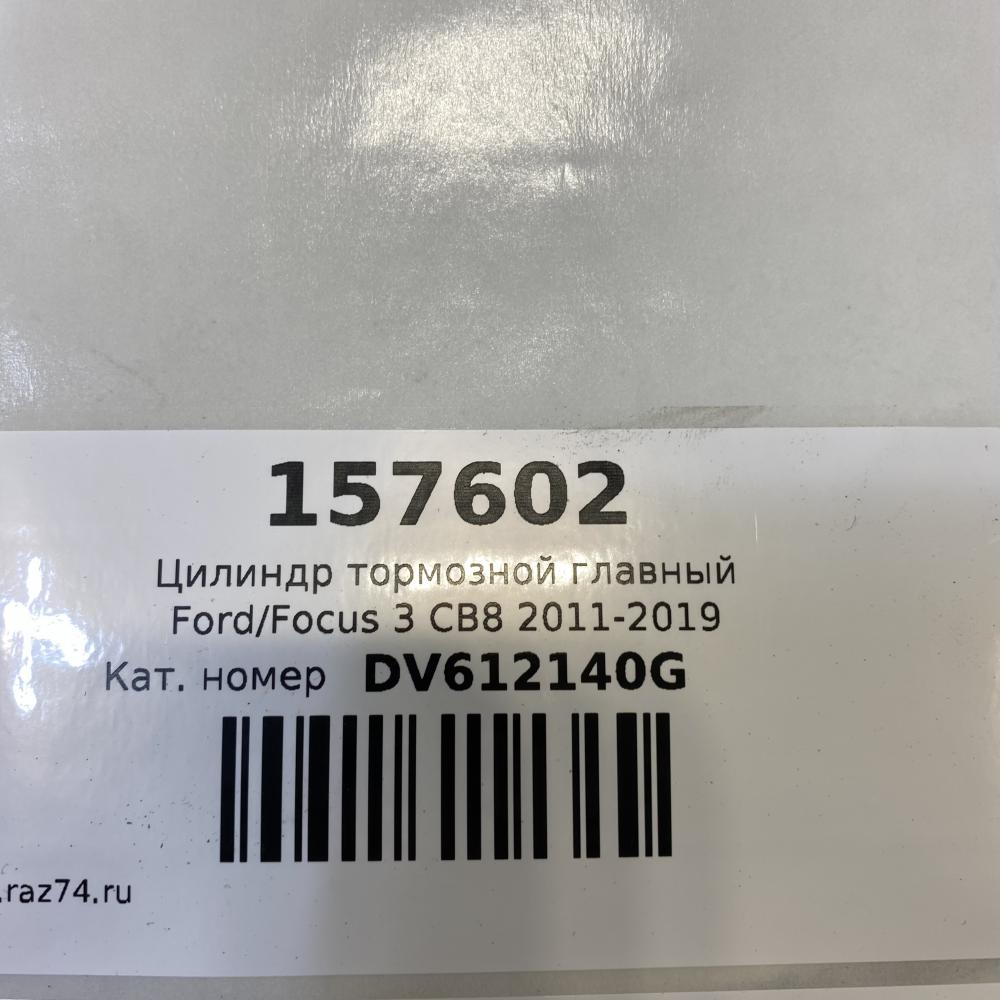 157602
Цилиндр тормозной главный
Ford/Focus 3 CB8 2011-2019
Кат. номер DV612140G
.raz74.ru